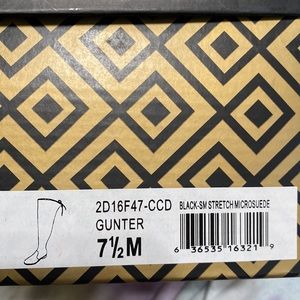 2D16F47-CCD BLACK-SM STRETCH MICROSUEDE
GUNTER
7½M
6 36535 16321 9